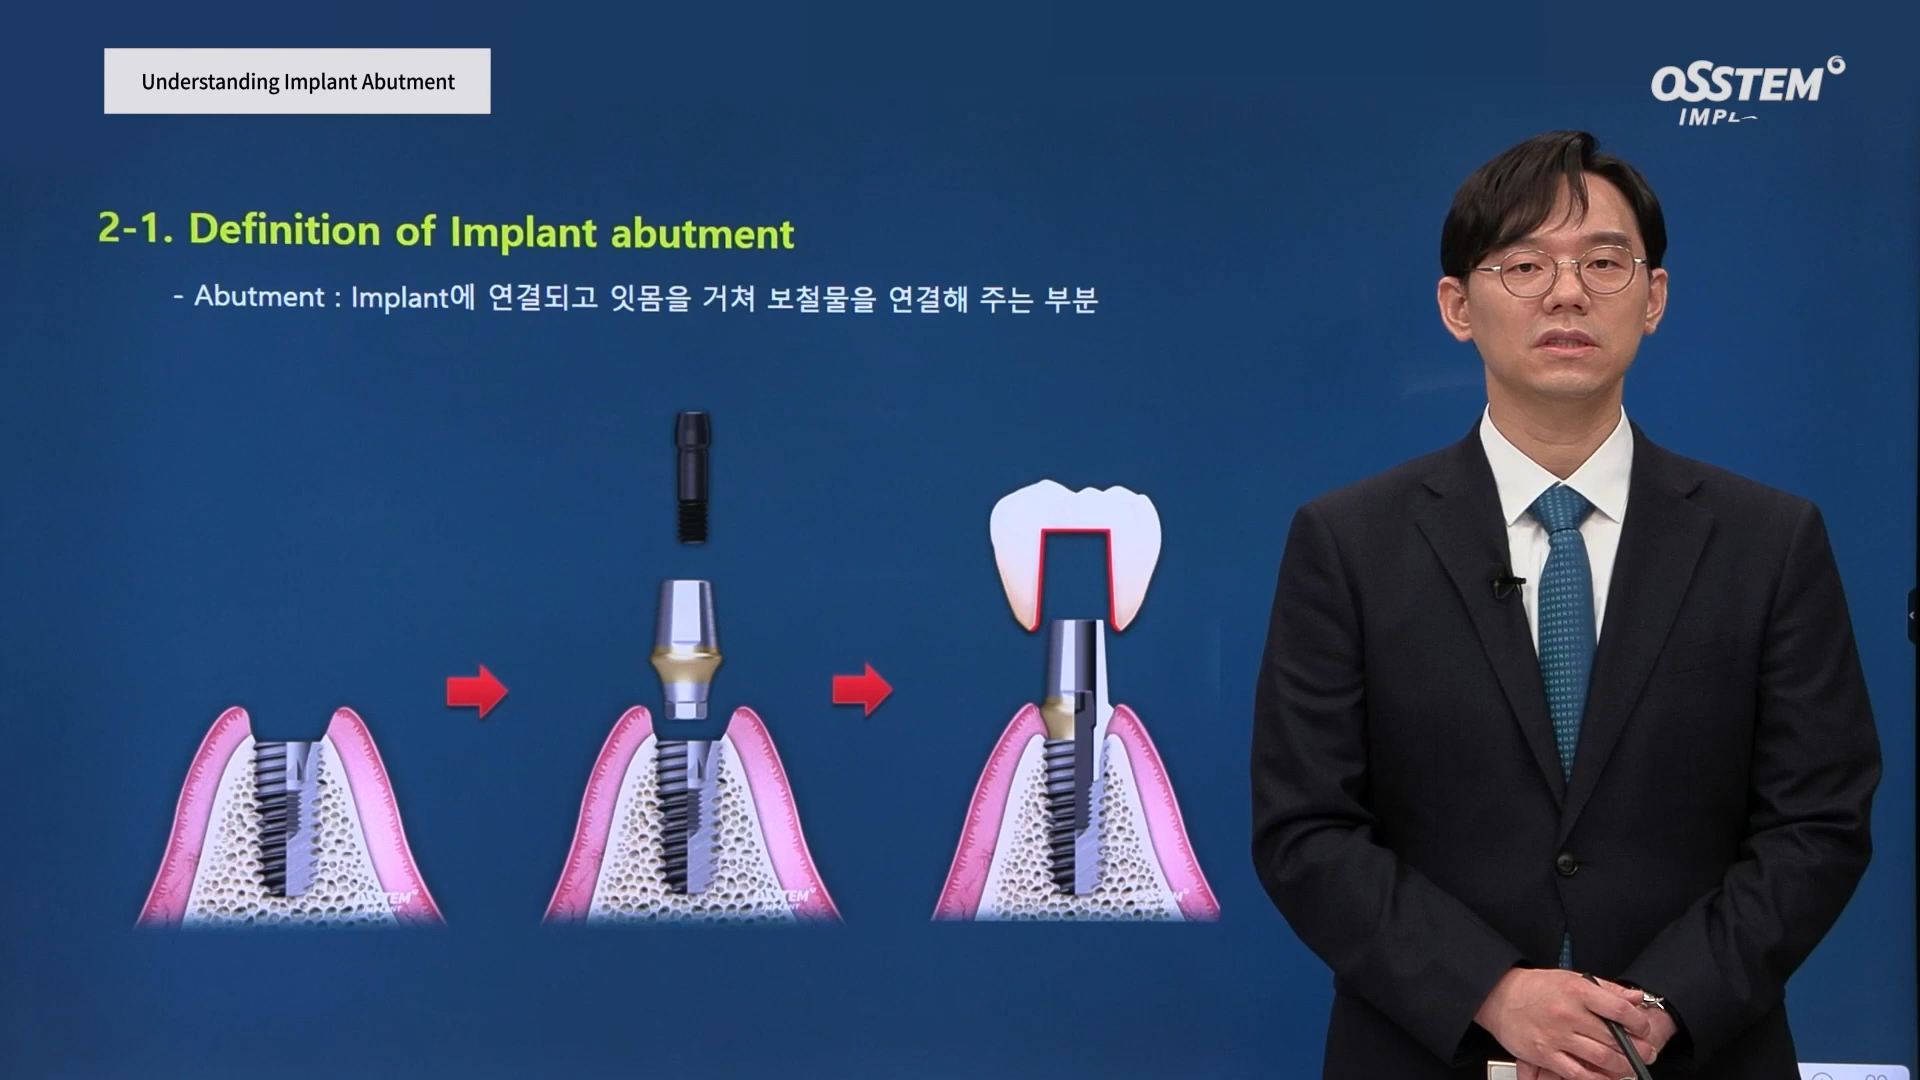 Understanding Implant Abutment
OSSTEM
2-1. Definition of Implant abutment
- Abutment : Implant에 연결되고 잇몸을 거쳐 보철물을 연결해 주는 부분